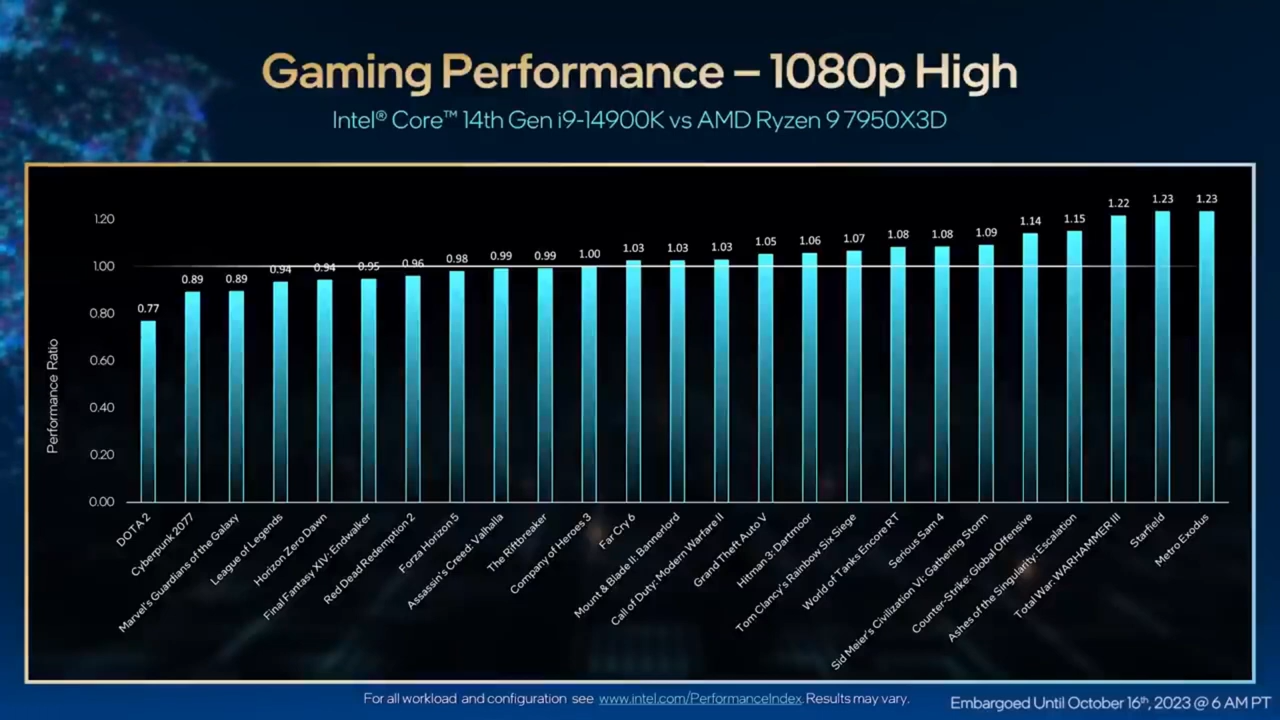 Gaming Performance – 1080p High
Intel® Core™ 14th Gen i9-14900K vs AMD Ryzen 9 7950X3D
Performance Ratio
1.20
1.00
0.80
0.60
0.40
0.20
0.00
0.77
0.89
0.89
0.94
0.94
0.95
0.96
0.98
0.99
0.99
1.00
1.03
1.03
1.03
1.05
1.06
1.07
1.08
1.08
1.09
1.14
1.15
1.22
1.23
1.23
DOTA 2
Cyberpunk 2077
Marvel's Guardians of the Galaxy
League of Legends
Horizon Zero Dawn
Final Fantasy XIV: Endwalker
Red Dead Redemption 2
Forza Horizon 5
Assassin's Creed: Valhalla
The Riftbreaker
Company of Heroes 3
Far Cry 6
Mount & Blade II: Bannerlord
Call of Duty: Modern Warfare II
Grand Theft Auto V
Hitman 3: Dartmoor
Tom Clancy's Rainbow Six Siege
World of Tanks Encore RT
Serious Sam 4
Sid Meier's Civilization VI: Gathering Storm
Counter-Strike: Global Offensive
Ashes of the Singularity: Escalation
Total War: WARHAMMER III
Starfield
Metro Exodus
For all workload and configuration see www.intel.com/PerformanceIndex. Results may vary.
Embargoed Until October 16th, 2023 @ 6 AM PT